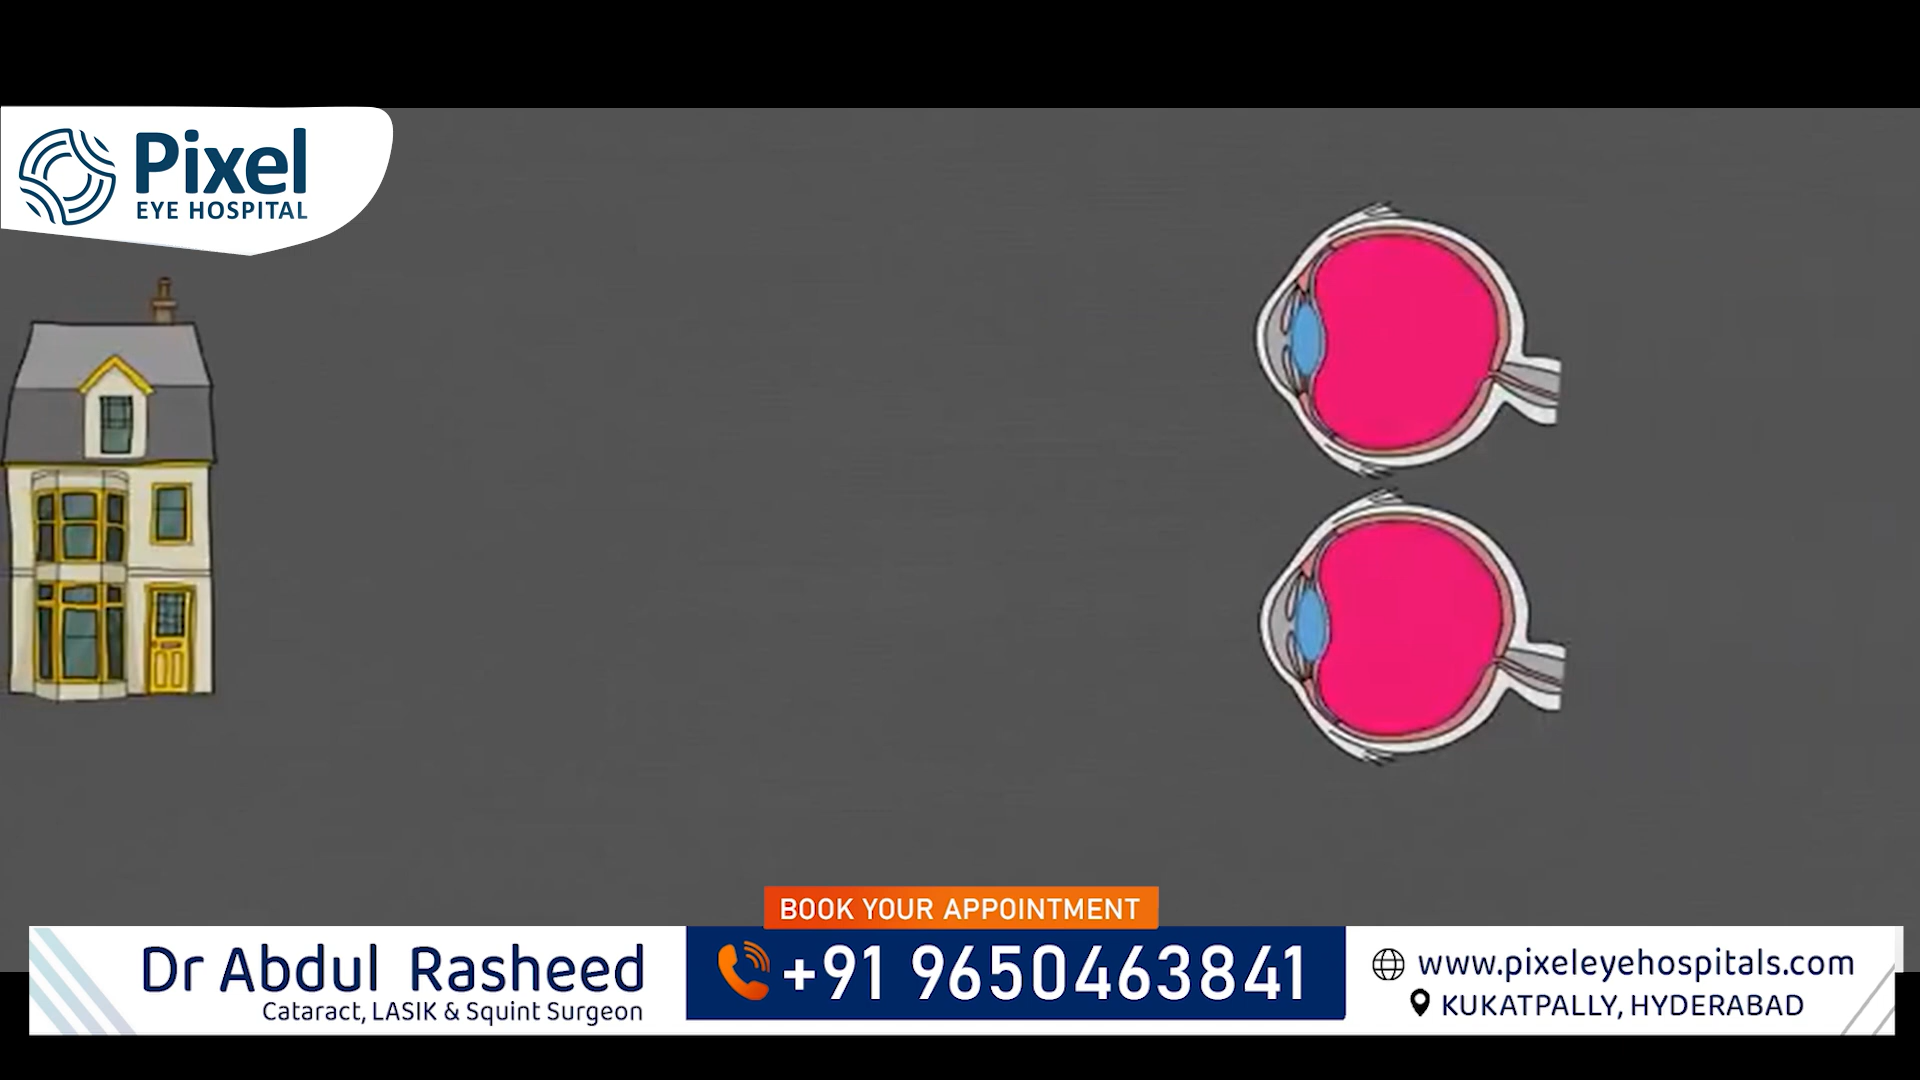 Pixel
EYE HOSPITAL
BOOK YOUR APPOINTMENT
Dr Abdul Rasheed
Cataract, LASIK & Squint Surgeon
+91 9650463841
www.pixeleyehospitals.com
KUKATPALLY, HYDERABAD